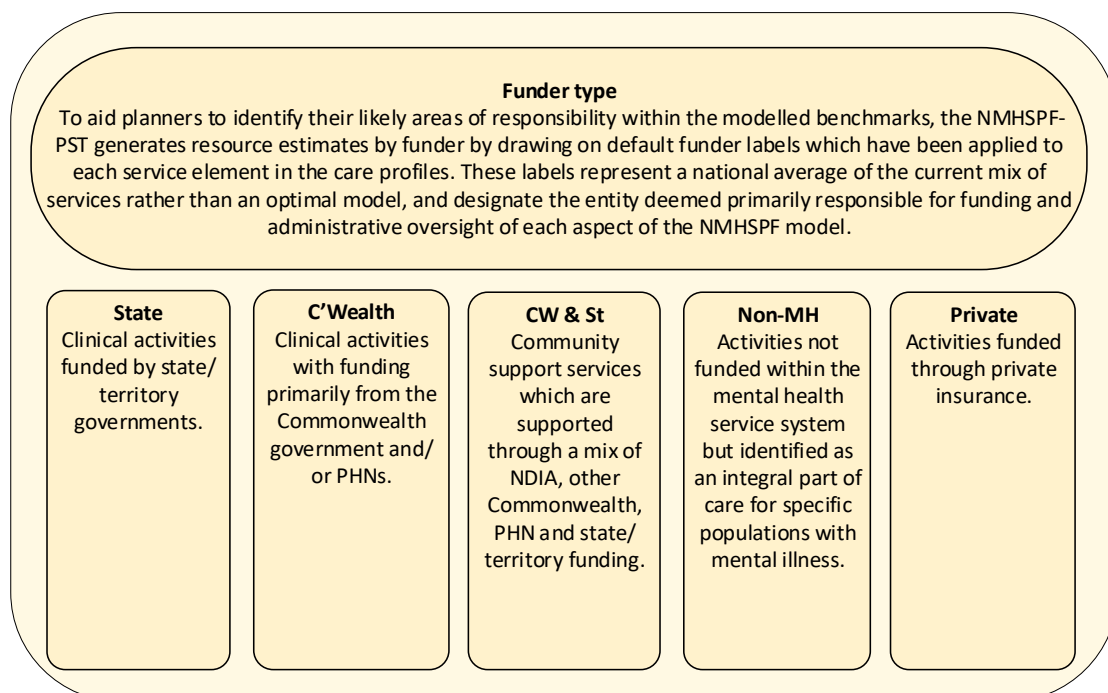 Funder type
To aid planners to identify their likely areas of responsibility within the modelled benchmarks, the NMHSPF-
PST generates resource estimates by funder by drawing on default funder labels which have been applied to
each service element in the care profiles. These labels represent a national average of the current mix of
services rather than an optimal model, and designate the entity deemed primarily responsible for funding and
administrative oversight of each aspect of the NMHSPF model.
State
Clinical activities
funded by state/
territory
governments.
C’Wealth
Clinical activities
with funding
primarily from the
Commonwealth
government and/
or PHNs.
CW & St
Community
support services
which are
supported
through a mix of
NDIA, other
Commonwealth,
PHN and state/
territory funding.
Non-MH
Activities not
funded within the
mental health
service system
but identified as
an integral part of
care for specific
populations with
mental illness.
Private
Activities funded
through private
insurance.